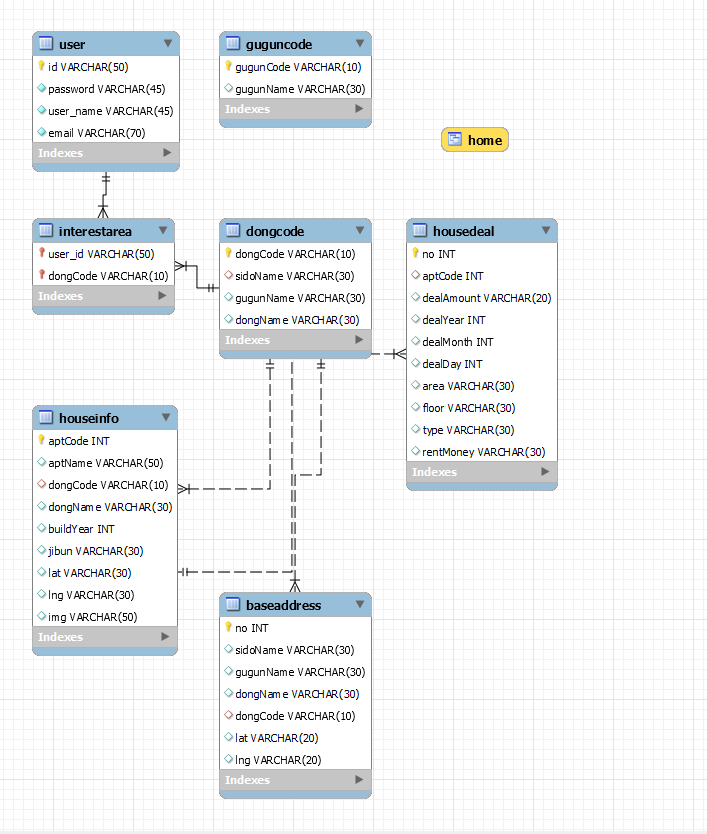 user
id VARCHAR(50)
password VARCHAR(45)
user_name VARCHAR(45)
email VARCHAR(70)
Indexes
guguncode
gugunCode VARCHAR(10)
gugunName VARCHAR(30)
Indexes
home
interestarea
user_id VARCHAR(50)
dongCode VARCHAR(10)
Indexes
dongcode
dongCode VARCHAR(10)
sidoName VARCHAR(30)
gugunName VARCHAR(30)
dongName VARCHAR(30)
Indexes
housedeal
no INT
aptCode INT
dealAmount VARCHAR(20)
dealYear INT
dealMonth INT
dealDay INT
area VARCHAR(30)
floor VARCHAR(30)
type VARCHAR(30)
rentMoney VARCHAR(30)
Indexes
houseinfo
aptCode INT
aptName VARCHAR(50)
dongCode VARCHAR(10)
dongName VARCHAR(30)
buildYear INT
jibun VARCHAR(30)
lat VARCHAR(30)
lng VARCHAR(30)
img VARCHAR(50)
Indexes
baseaddress
no INT
sidoName VARCHAR(30)
gugunName VARCHAR(30)
dongName VARCHAR(30)
dongCode VARCHAR(10)
lat VARCHAR(20)
lng VARCHAR(20)
Indexes